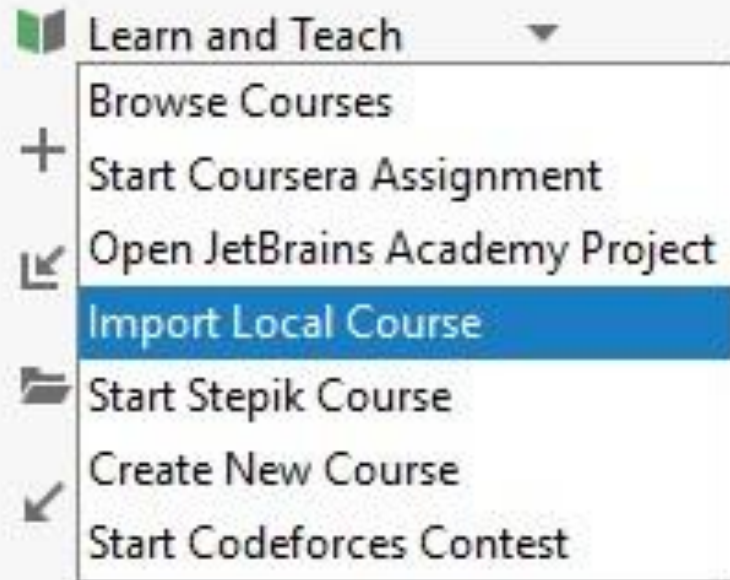 Learn and Teach
Browse Courses
Start Coursera Assignment
Open JetBrains Academy Project
Import Local Course
Start Stepik Course
Create New Course
Start Codeforces Contest